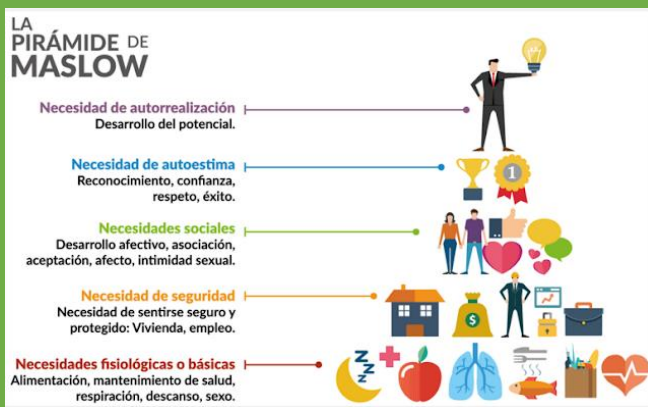 LA
PIRÁMIDE DE
MASLOW
Necesidad de autorrealización
Desarrollo del potencial.
Necesidad de autoestima
Reconocimiento, confianza,
respeto, éxito.
1
Necesidades sociales
Desarrollo afectivo, asociación,
aceptación, afecto, intimidad sexual.
Necesidad de seguridad
Necesidad de sentirse seguro y
protegido: Vivienda, empleo.
$
Necesidades fisiológicas o básicas
Alimentación, mantenimiento de salud,
respiración, descanso, sexo.
z z z